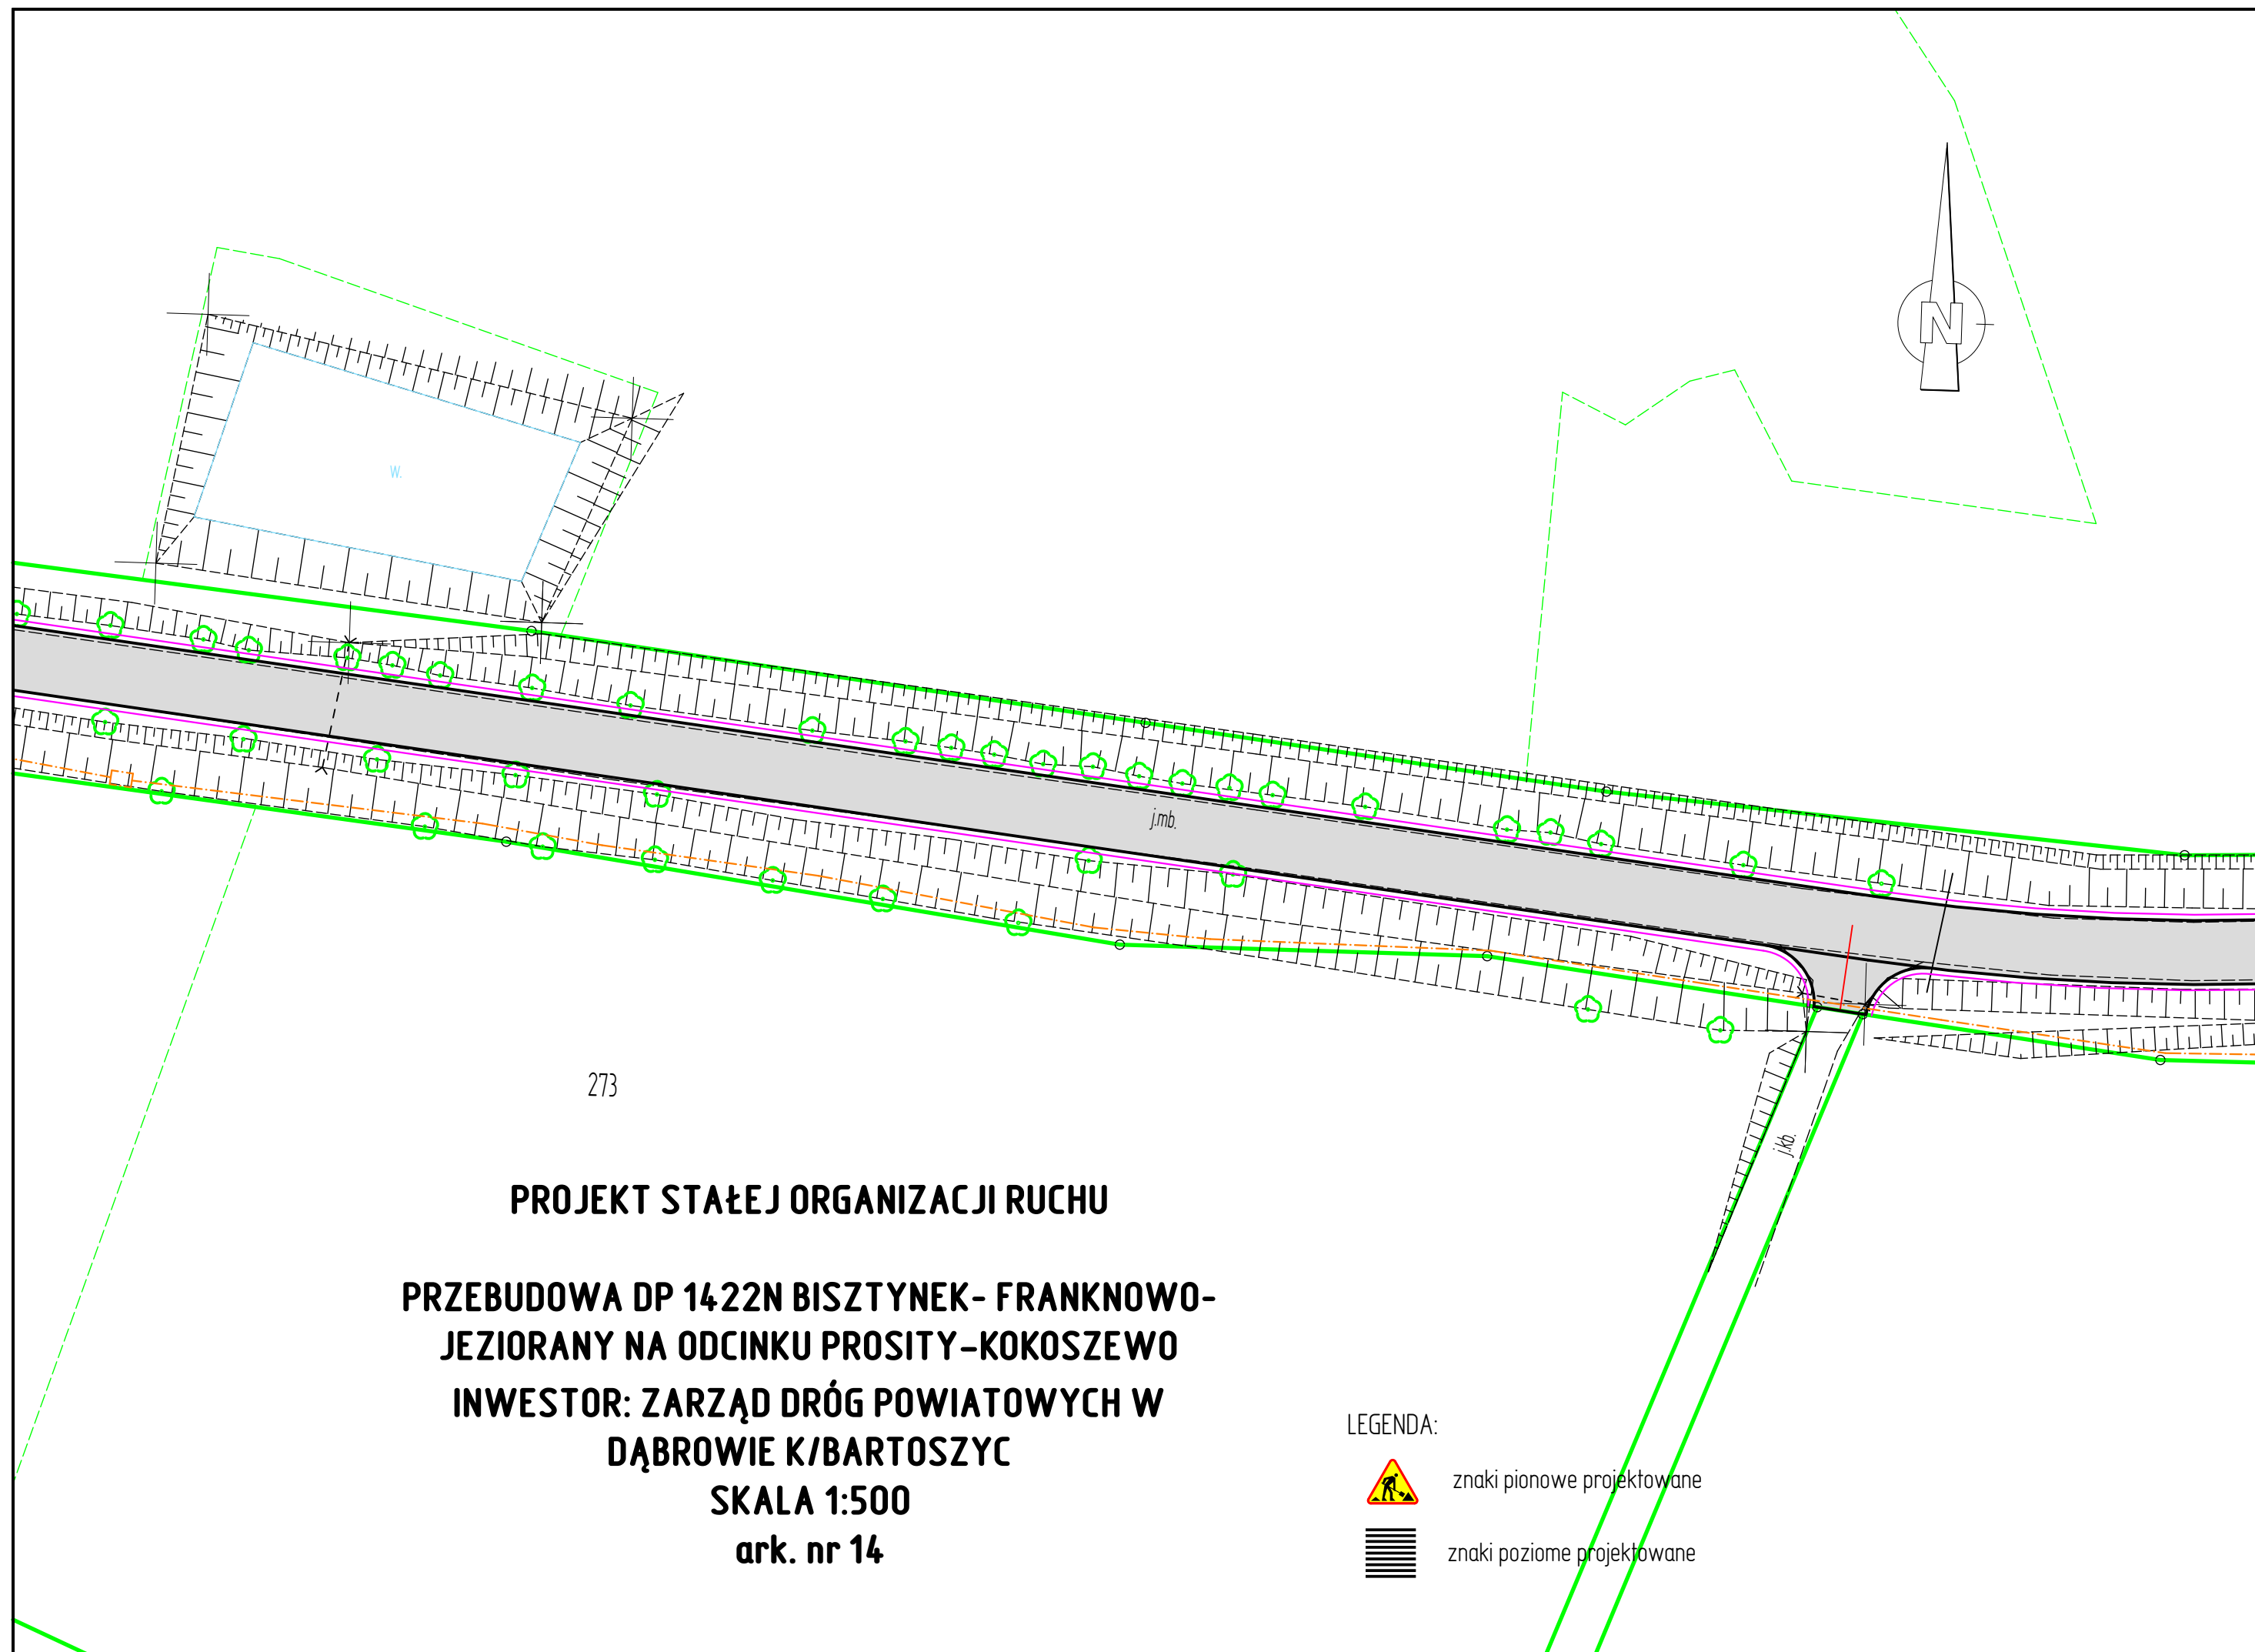 N
W.
j.mb.
273
j.kb.
PROJEKT STAŁEJ ORGANIZACJI RUCHU
PRZEBUDOWA DP 1422N BISZTYNEK- FRANKNOWO-
JEZIORANY NA ODCINKU PROSITY-KOKOSZEWO
INWESTOR: ZARZĄD DRÓG POWIATOWYCH W
DĄBROWIE K/BARTOSZYC
SKALA 1:500
ark. nr 14
LEGENDA:
znaki pionowe projektowane
znaki poziome projektowane